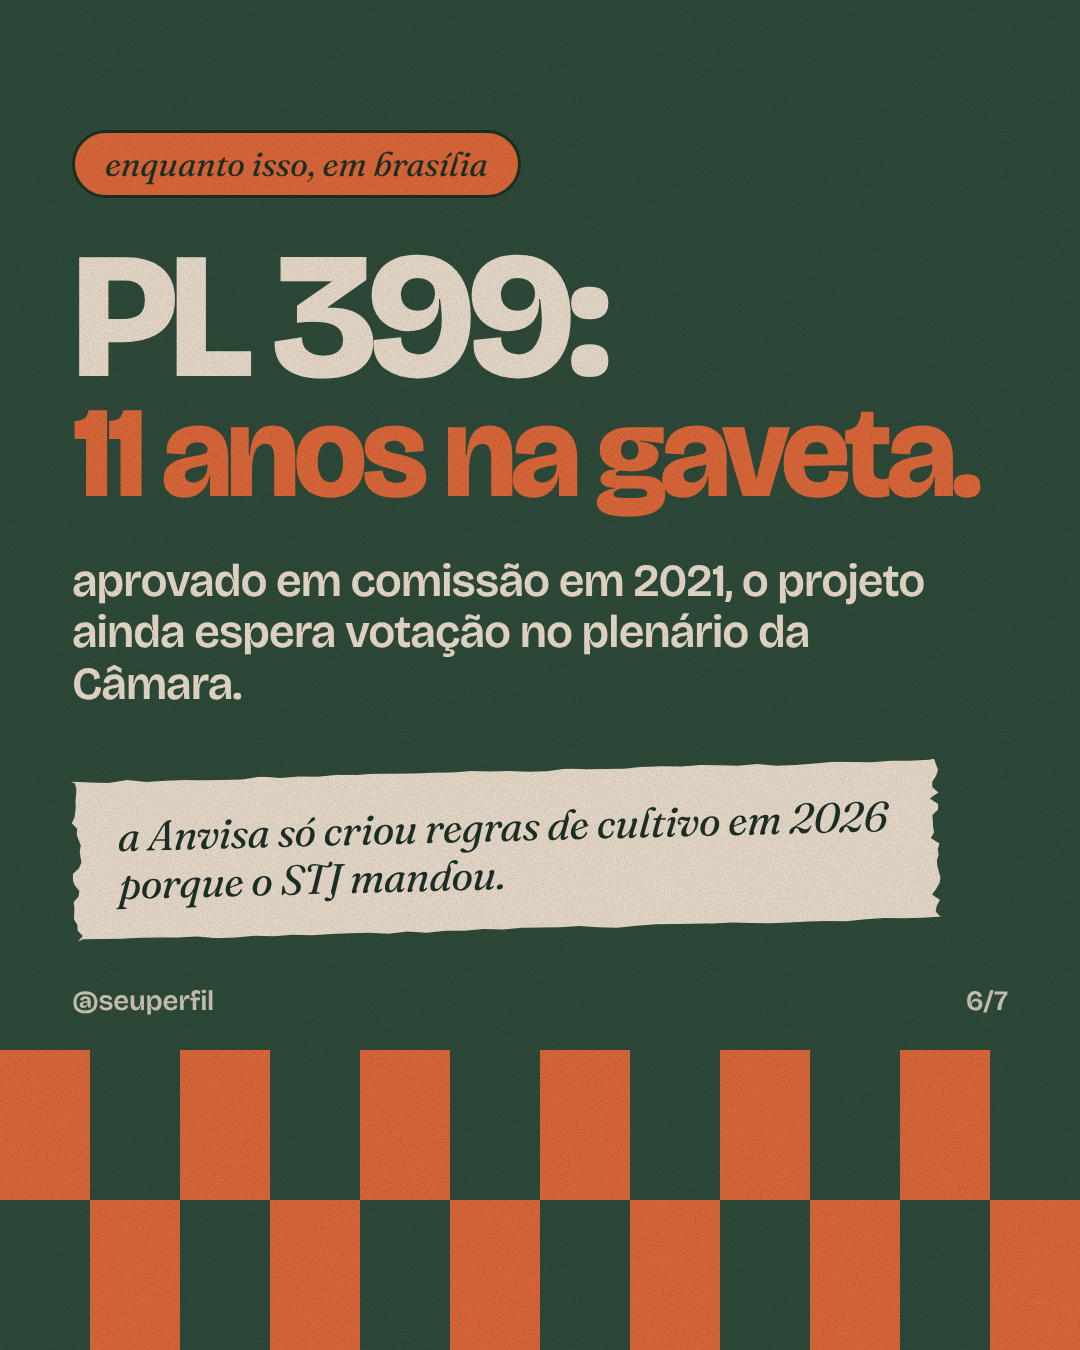 enquanto isso, em brasília
PL 399:
11 anos na gaveta.
aprovado em comissão em 2021, o projeto
ainda espera votação no plenário da
Câmara.
a Anvisa só criou regras de cultivo em 2026
porque o STJ mandou.
@seuperfil
6/7